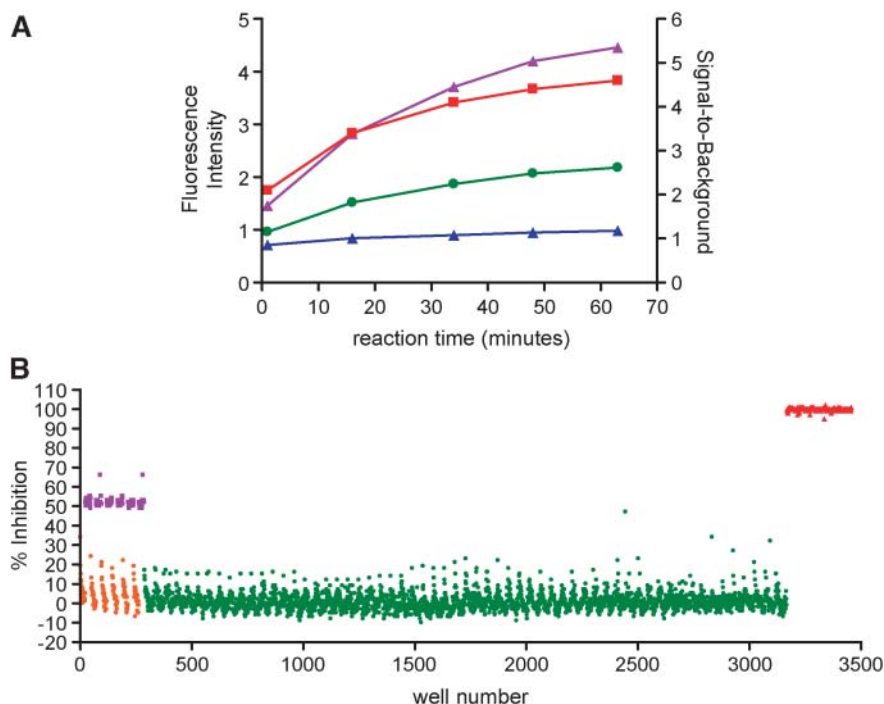 A
Fluorescence
Intensity
5
4
3
2
1
0
6
5
4
3
2
1
0
Signal-to-Background
0 10 20 30 40 50 60 70
reaction time (minutes)
B
% Inhibition
110
100
90
80
70
60
50
40
30
20
10
0
-10
-20
0 500 1000 1500 2000 2500 3000 3500
well number